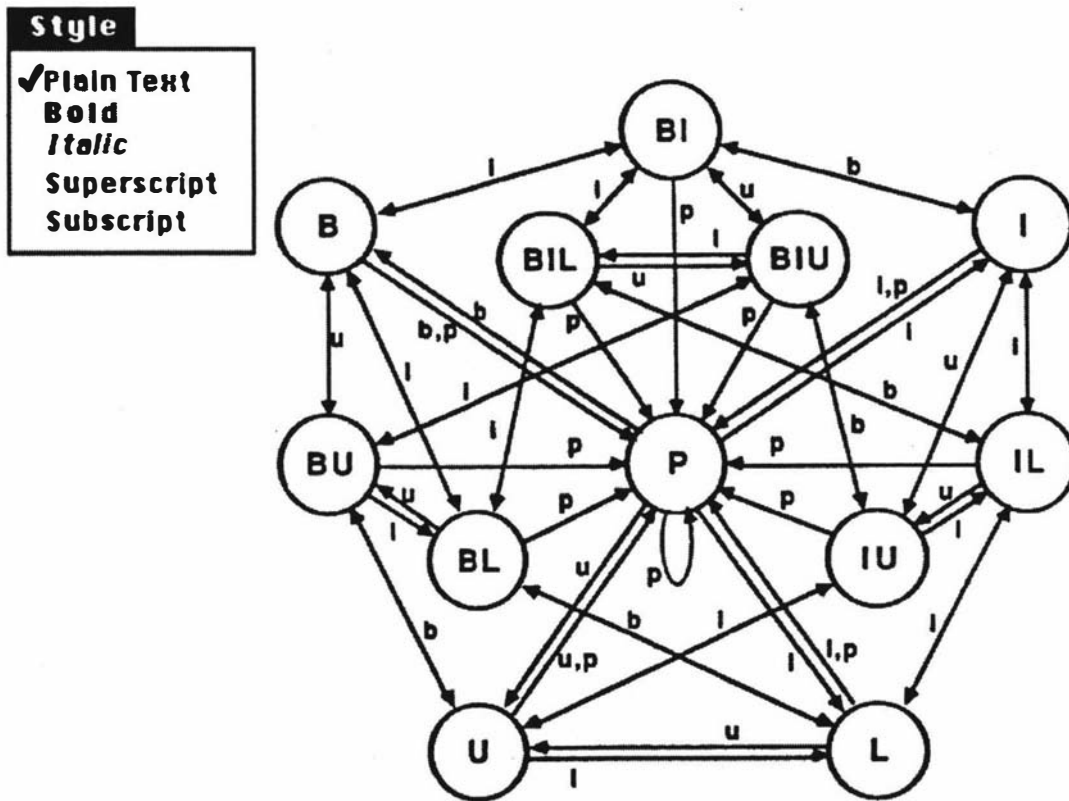 Style
✓Plain Text
Bold
Italic
Superscript
Subscript
BI
i
b
B
l
u
I
p
BIL
l
BIU
u
i,p
b
b,p
p
p
i
u
u
l
l
i
b
i
b
BU
p
P
p
IL
u
l
BL
p
p
IU
u
l
u
p
b
b
i
i
u,p
l
l,p
U
u
l
L